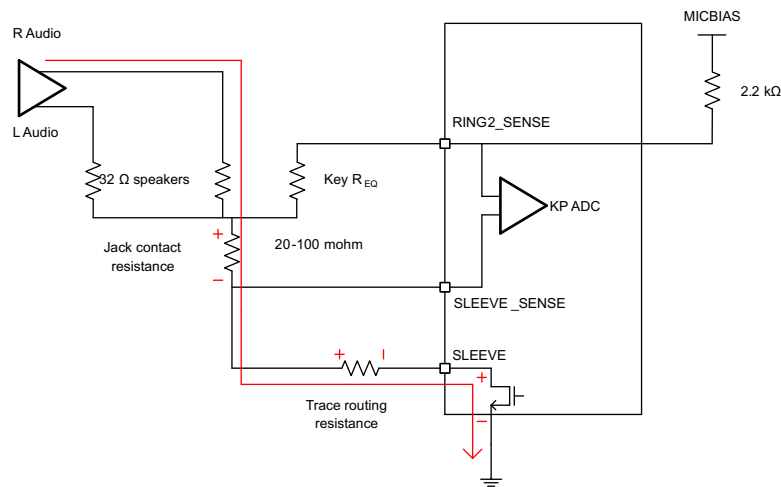 MICBIAS
R Audio
2.2 kΩ
L Audio
RING2_SENSE
32 Ω speakers
Key R EQ
KP ADC
+
Jack contact
resistance
20-100 mohm
−
SLEEVE _SENSE
SLEEVE
+
−
+
Trace routing
resistance
−